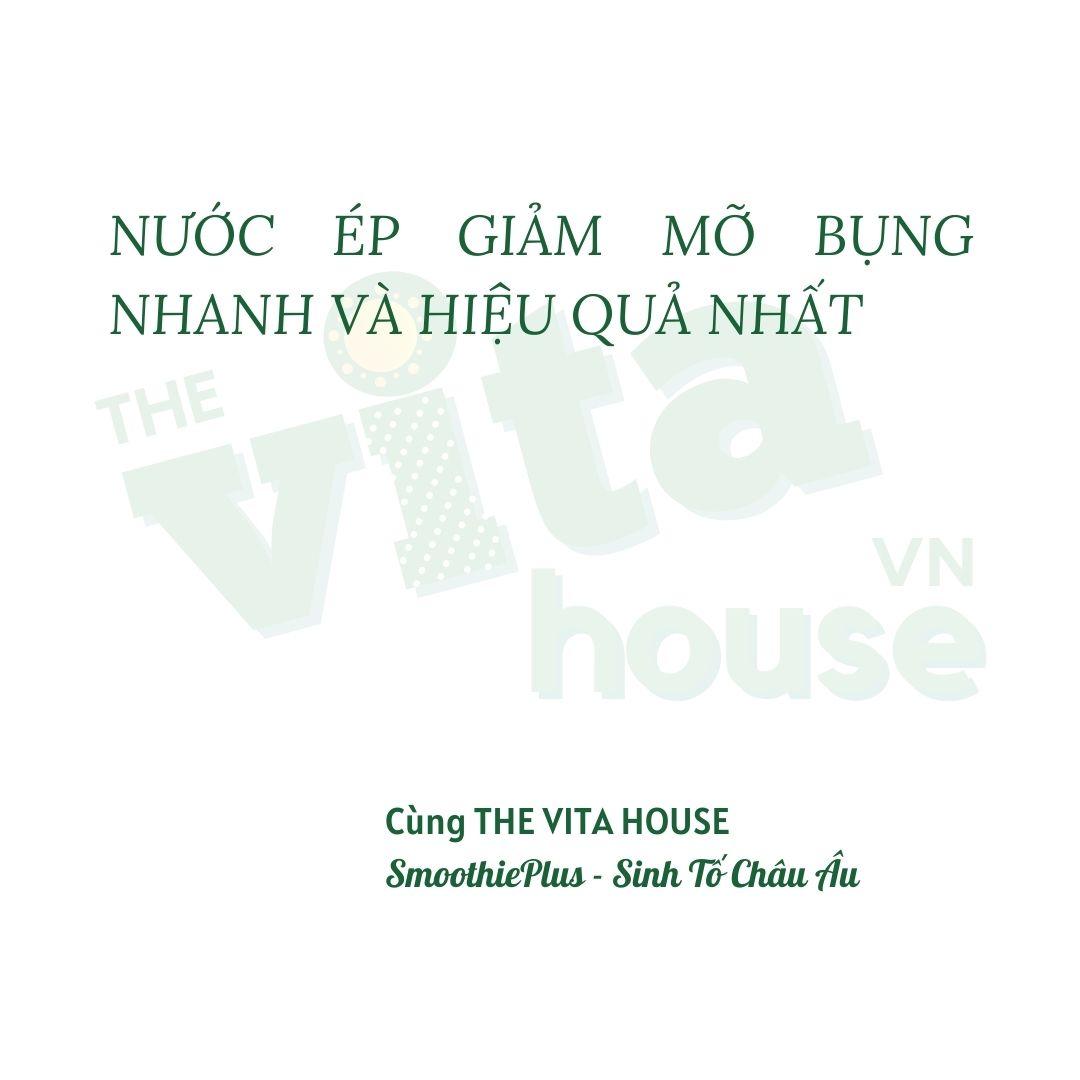 NƯỚC ÉP GIẢM MỠ BỤNG
NHANH VÀ HIỆU QUẢ NHẤT
THE
vita
VN
house
Cùng THE VITA HOUSE
SmoothiePlus - Sinh Tố Châu Âu